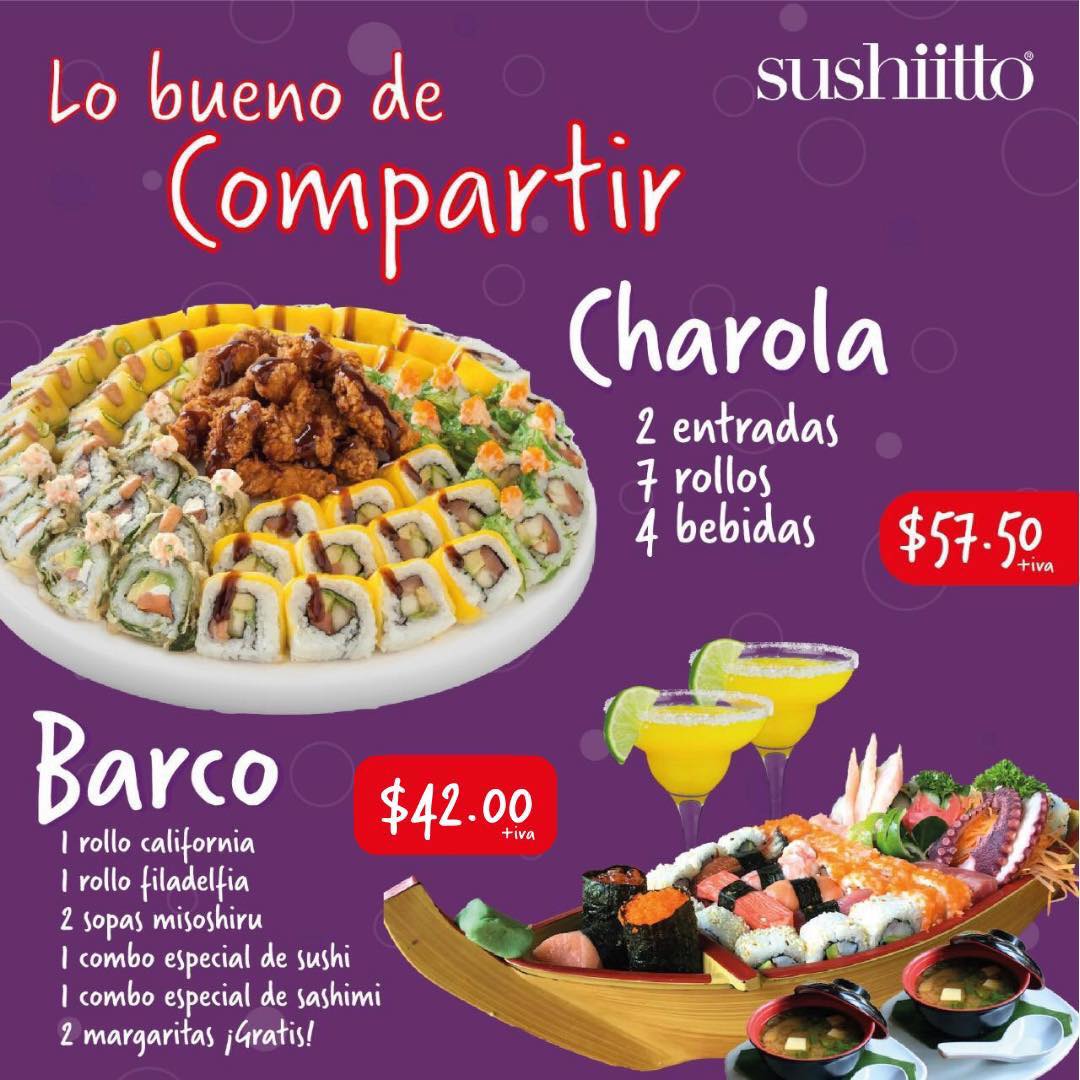 Lo bueno de
Compartir
sushiitto®
Charola
2 entradas
7 rollos
4 bebidas
$57.50
+iva
Barco
$42.00
+iva
1 rollo california
1 rollo filadelfia
2 sopas misoshiru
1 combo especial de sushi
1 combo especial de sashimi
2 margaritas ¡Gratis!